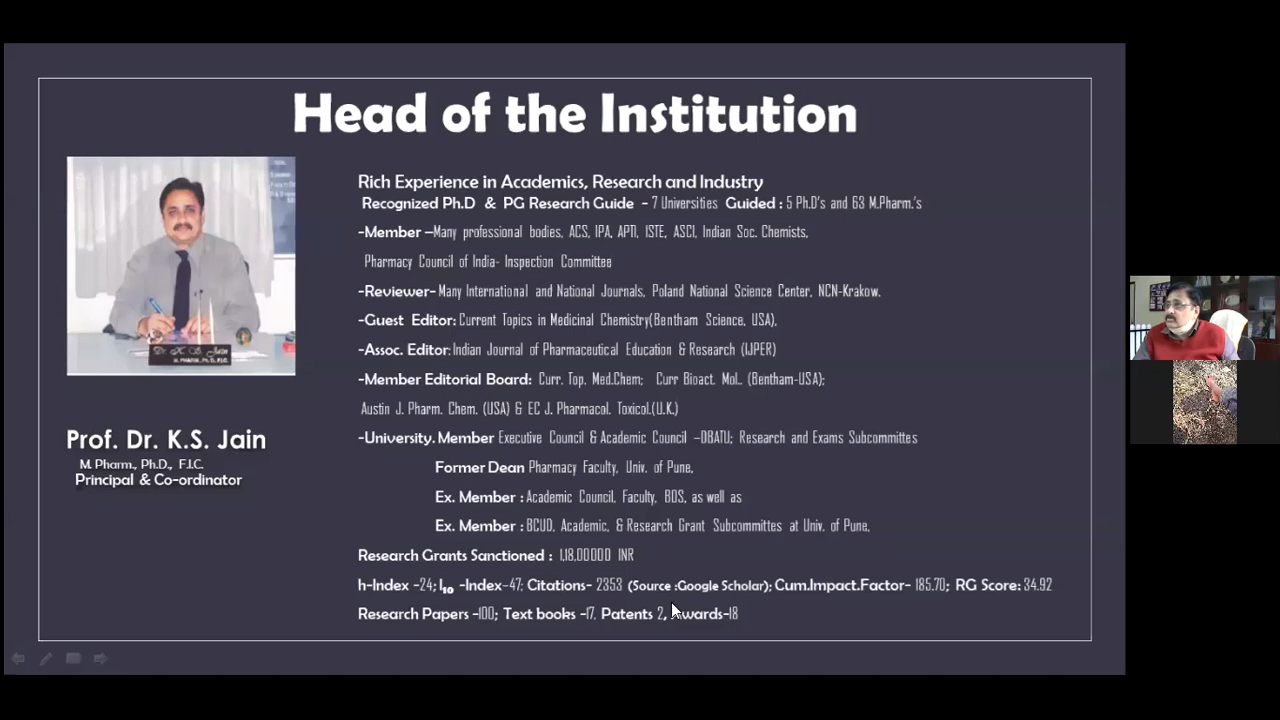 Head of the Institution
Rich Experience in Academics, Research and Industry
Recognized Ph.D & PG Research Guide - 7 Universities Guided : 5 Ph.D's and 63 M.Pharm.'s
-Member –Many professional bodies, ACS, IPA, APTI, ISTE, ASCI, Indian Soc. Chemists,
Pharmacy Council of India- Inspection Committee
-Reviewer- Many International and National Journals, Poland National Science Center, NCN-Krakow.
-Guest Editor: Current Topics in Medicinal Chemistry(Bentham Science, USA),
-Assoc. Editor: Indian Journal of Pharmaceutical Education & Research (IJPER)
-Member Editorial Board: Curr. Top. Med.Chem; Curr Bioact. Mol.. (Bentham-USA);
Austin J. Pharm. Chem. (USA) & EC J. Pharmacol. Toxicol.(U.K.)
-University. Member Executive Council & Academic Council –DBATU; Research and Exams Subcommittes
Former Dean Pharmacy Faculty, Univ. of Pune,
Ex. Member : Academic Council, Faculty, BOS, as well as
Ex. Member : BCUD, Academic, & Research Grant Subcommittes at Univ. of Pune,
Research Grants Sanctioned : 1,18,00000 INR
h-Index -24; I10 -Index-47; Citations- 2353 (Source :Google Scholar); Cum.Impact.Factor- 185.70; RG Score: 34.92
Research Papers -100; Text books -17. Patents 2, Awards-18
Dr. K. S. Jain
M. PHARM., Ph.D., F.I.C.
Prof. Dr. K.S. Jain
M. Pharm., Ph.D., F.I.C.
Principal & Co-ordinator